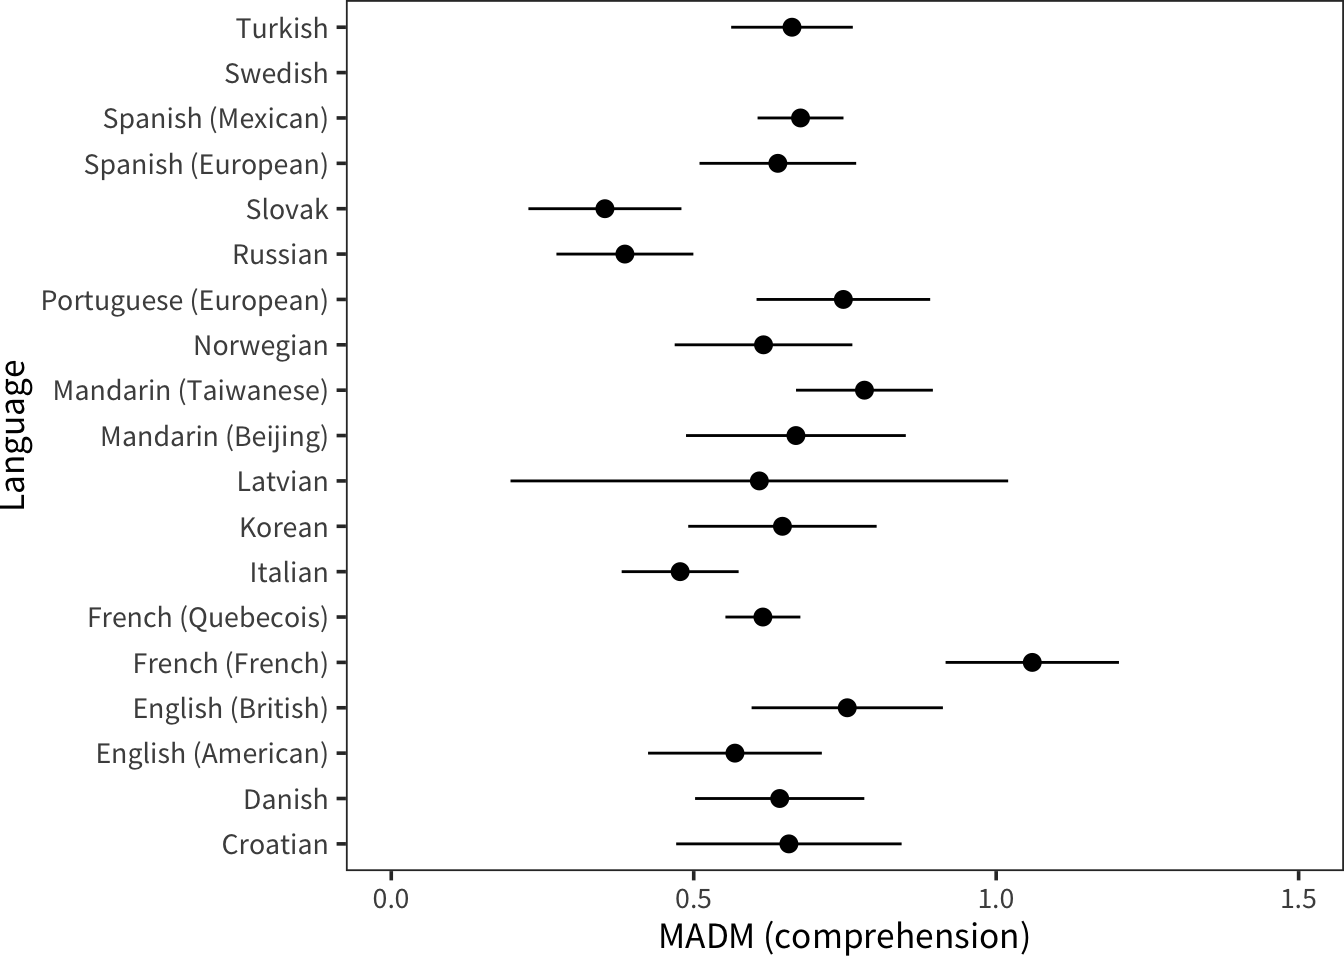 Turkish
Swedish
Spanish (Mexican)
Spanish (European)
Slovak
Russian
Portuguese (European)
Norwegian
Mandarin (Taiwanese)
Mandarin (Beijing)
Latvian
Korean
Italian
French (Quebecois)
French (French)
English (British)
English (American)
Danish
Croatian
Language
0.0 0.5 1.0 1.5
MADM (comprehension)